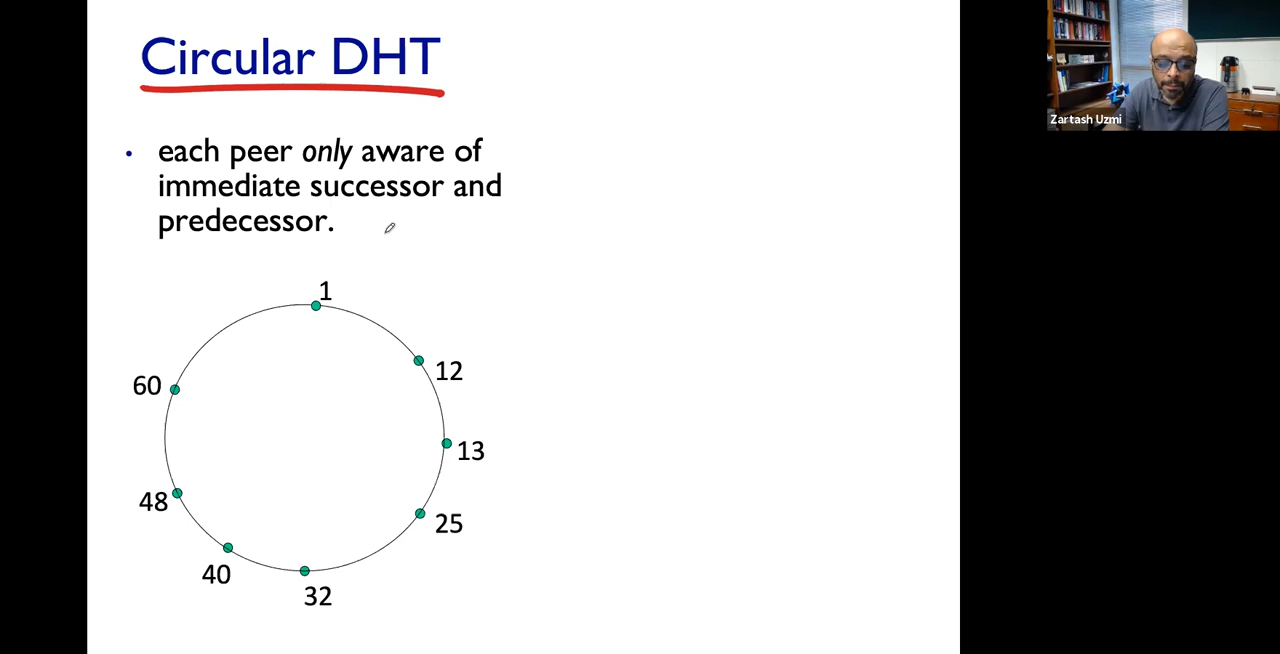 Circular DHT
• each peer only aware of
immediate successor and
predecessor.
1
12
60
13
48
25
40
32
Zartash Uzmi